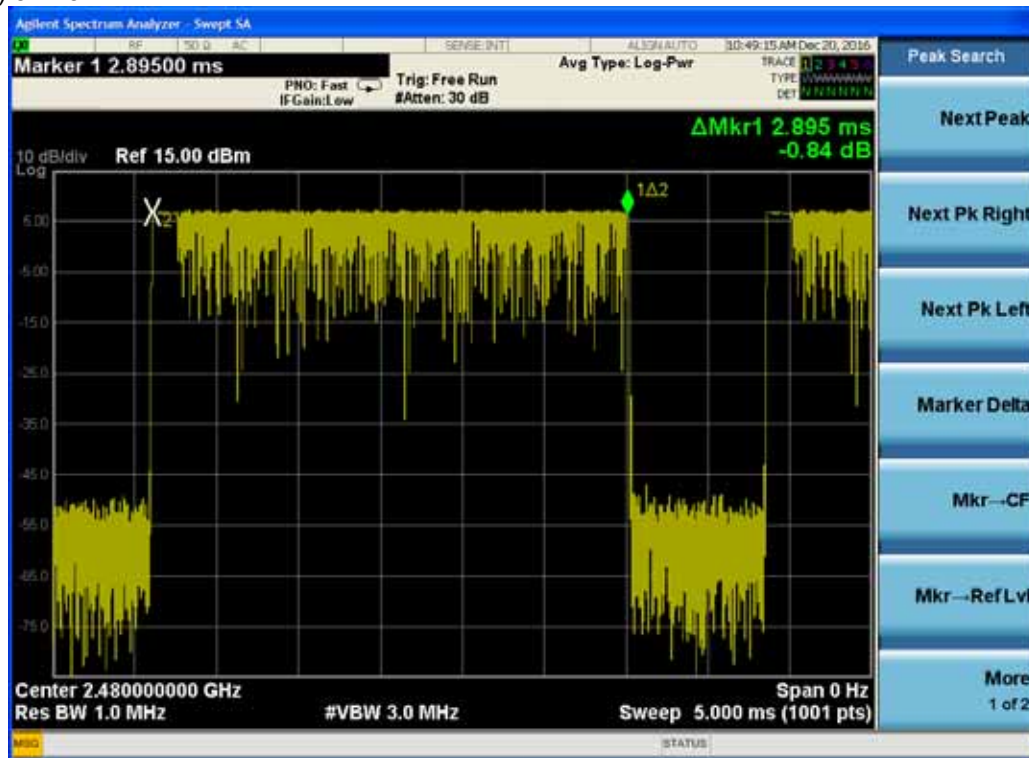 Agilent Spectrum Analyzer - Swept SA
RF 50 Ω AC SENSE:INT ALIGN AUTO 10:49:15 AM Dec 20, 2016
Marker 1 2.89500 ms
PNO: Fast
IFGain:Low
Trig: Free Run
#Atten: 30 dB
Avg Type: Log-Pwr
TRACE 1 2 3 4 5 6
TYPE
DET N N N N N N
ΔMkr1 2.895 ms
-0.84 dB
10 dB/div Ref 15.00 dBm
Log
1Δ2
6.00
-5.00
-15.0
-25.0
-35.0
-45.0
-55.0
-65.0
-75.0
Center 2.480000000 GHz Span 0 Hz
Res BW 1.0 MHz #VBW 3.0 MHz Sweep 5.000 ms (1001 pts)
MSG STATUS
Peak Search
Next Peak
Next Pk Right
Next Pk Left
Marker Delta
Mkr→CF
Mkr→Ref Lvl
More
1 of 2